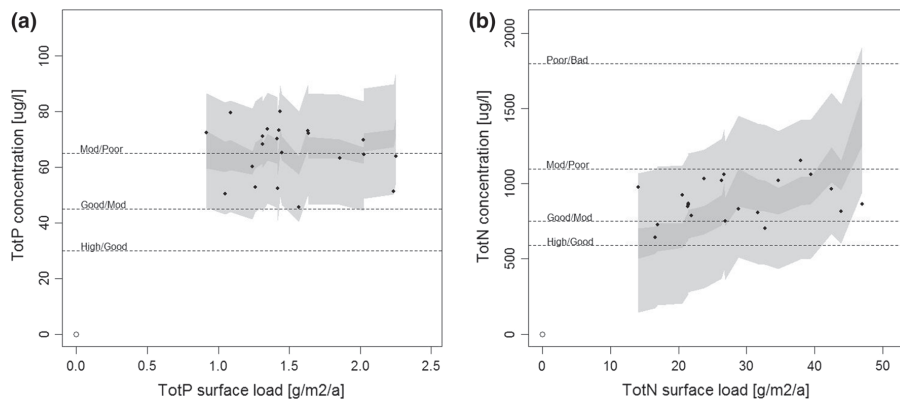 (a)
TotP concentration [ug/l]
100
80
60
40
20
0
Mod/Poor
Good/Mod
High/Good
0.0 0.5 1.0 1.5 2.0 2.5
TotP surface load [g/m2/a]
(b)
TotN concentration [ug/l]
2000
1500
1000
500
0
Poor/Bad
Mod/Poor
Good/Mod
High/Good
0 10 20 30 40 50
TotN surface load [g/m2/a]